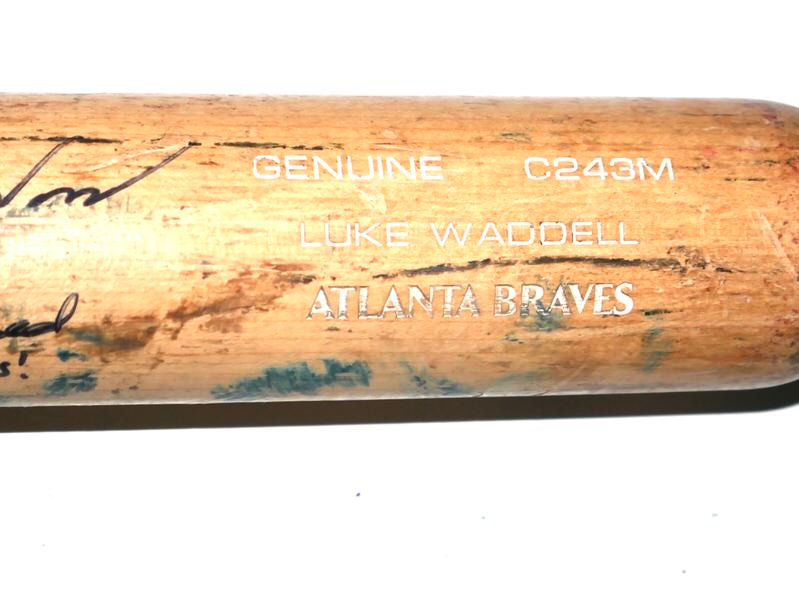 GENUINE C243M
LUKE WADDELL
ATLANTA BRAVES